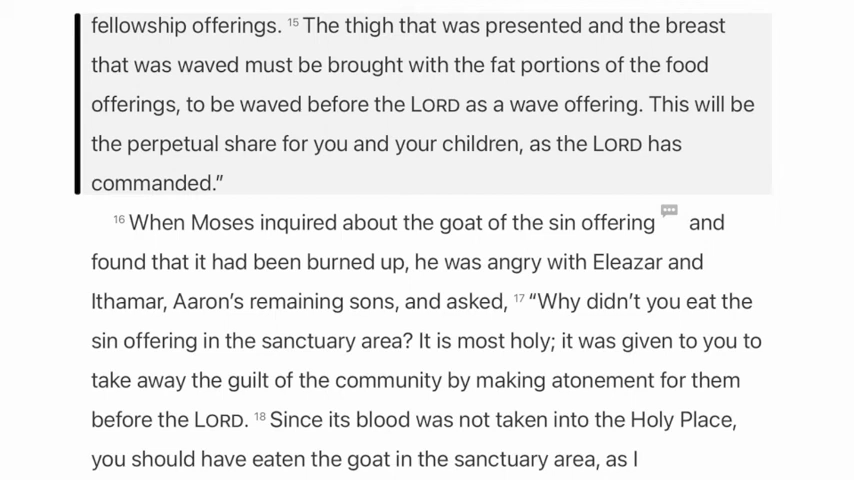 fellowship offerings. 15 The thigh that was presented and the breast
that was waved must be brought with the fat portions of the food
offerings, to be waved before the LORD as a wave offering. This will be
the perpetual share for you and your children, as the LORD has
commanded.”
16 When Moses inquired about the goat of the sin offering and
found that it had been burned up, he was angry with Eleazar and
Ithamar, Aaron’s remaining sons, and asked, 17 “Why didn’t you eat the
sin offering in the sanctuary area? It is most holy; it was given to you to
take away the guilt of the community by making atonement for them
before the LORD. 18 Since its blood was not taken into the Holy Place,
you should have eaten the goat in the sanctuary area, as I